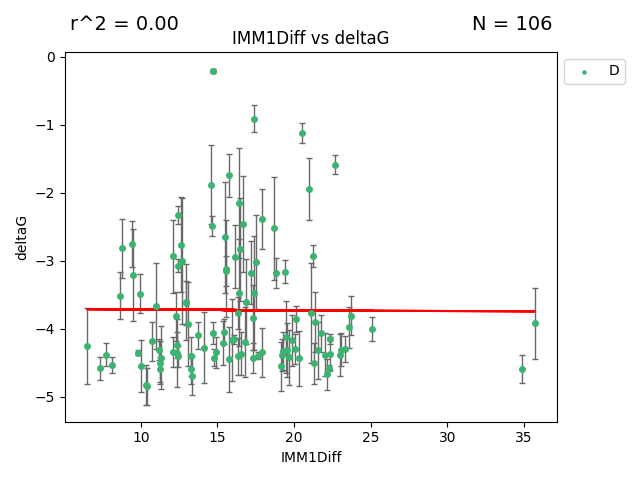 r^2 = 0.00
N = 106
IMM1Diff vs deltaG
D
0
−1
−2
−3
−4
−5
deltaG
10
15
20
25
30
35
IMM1Diff